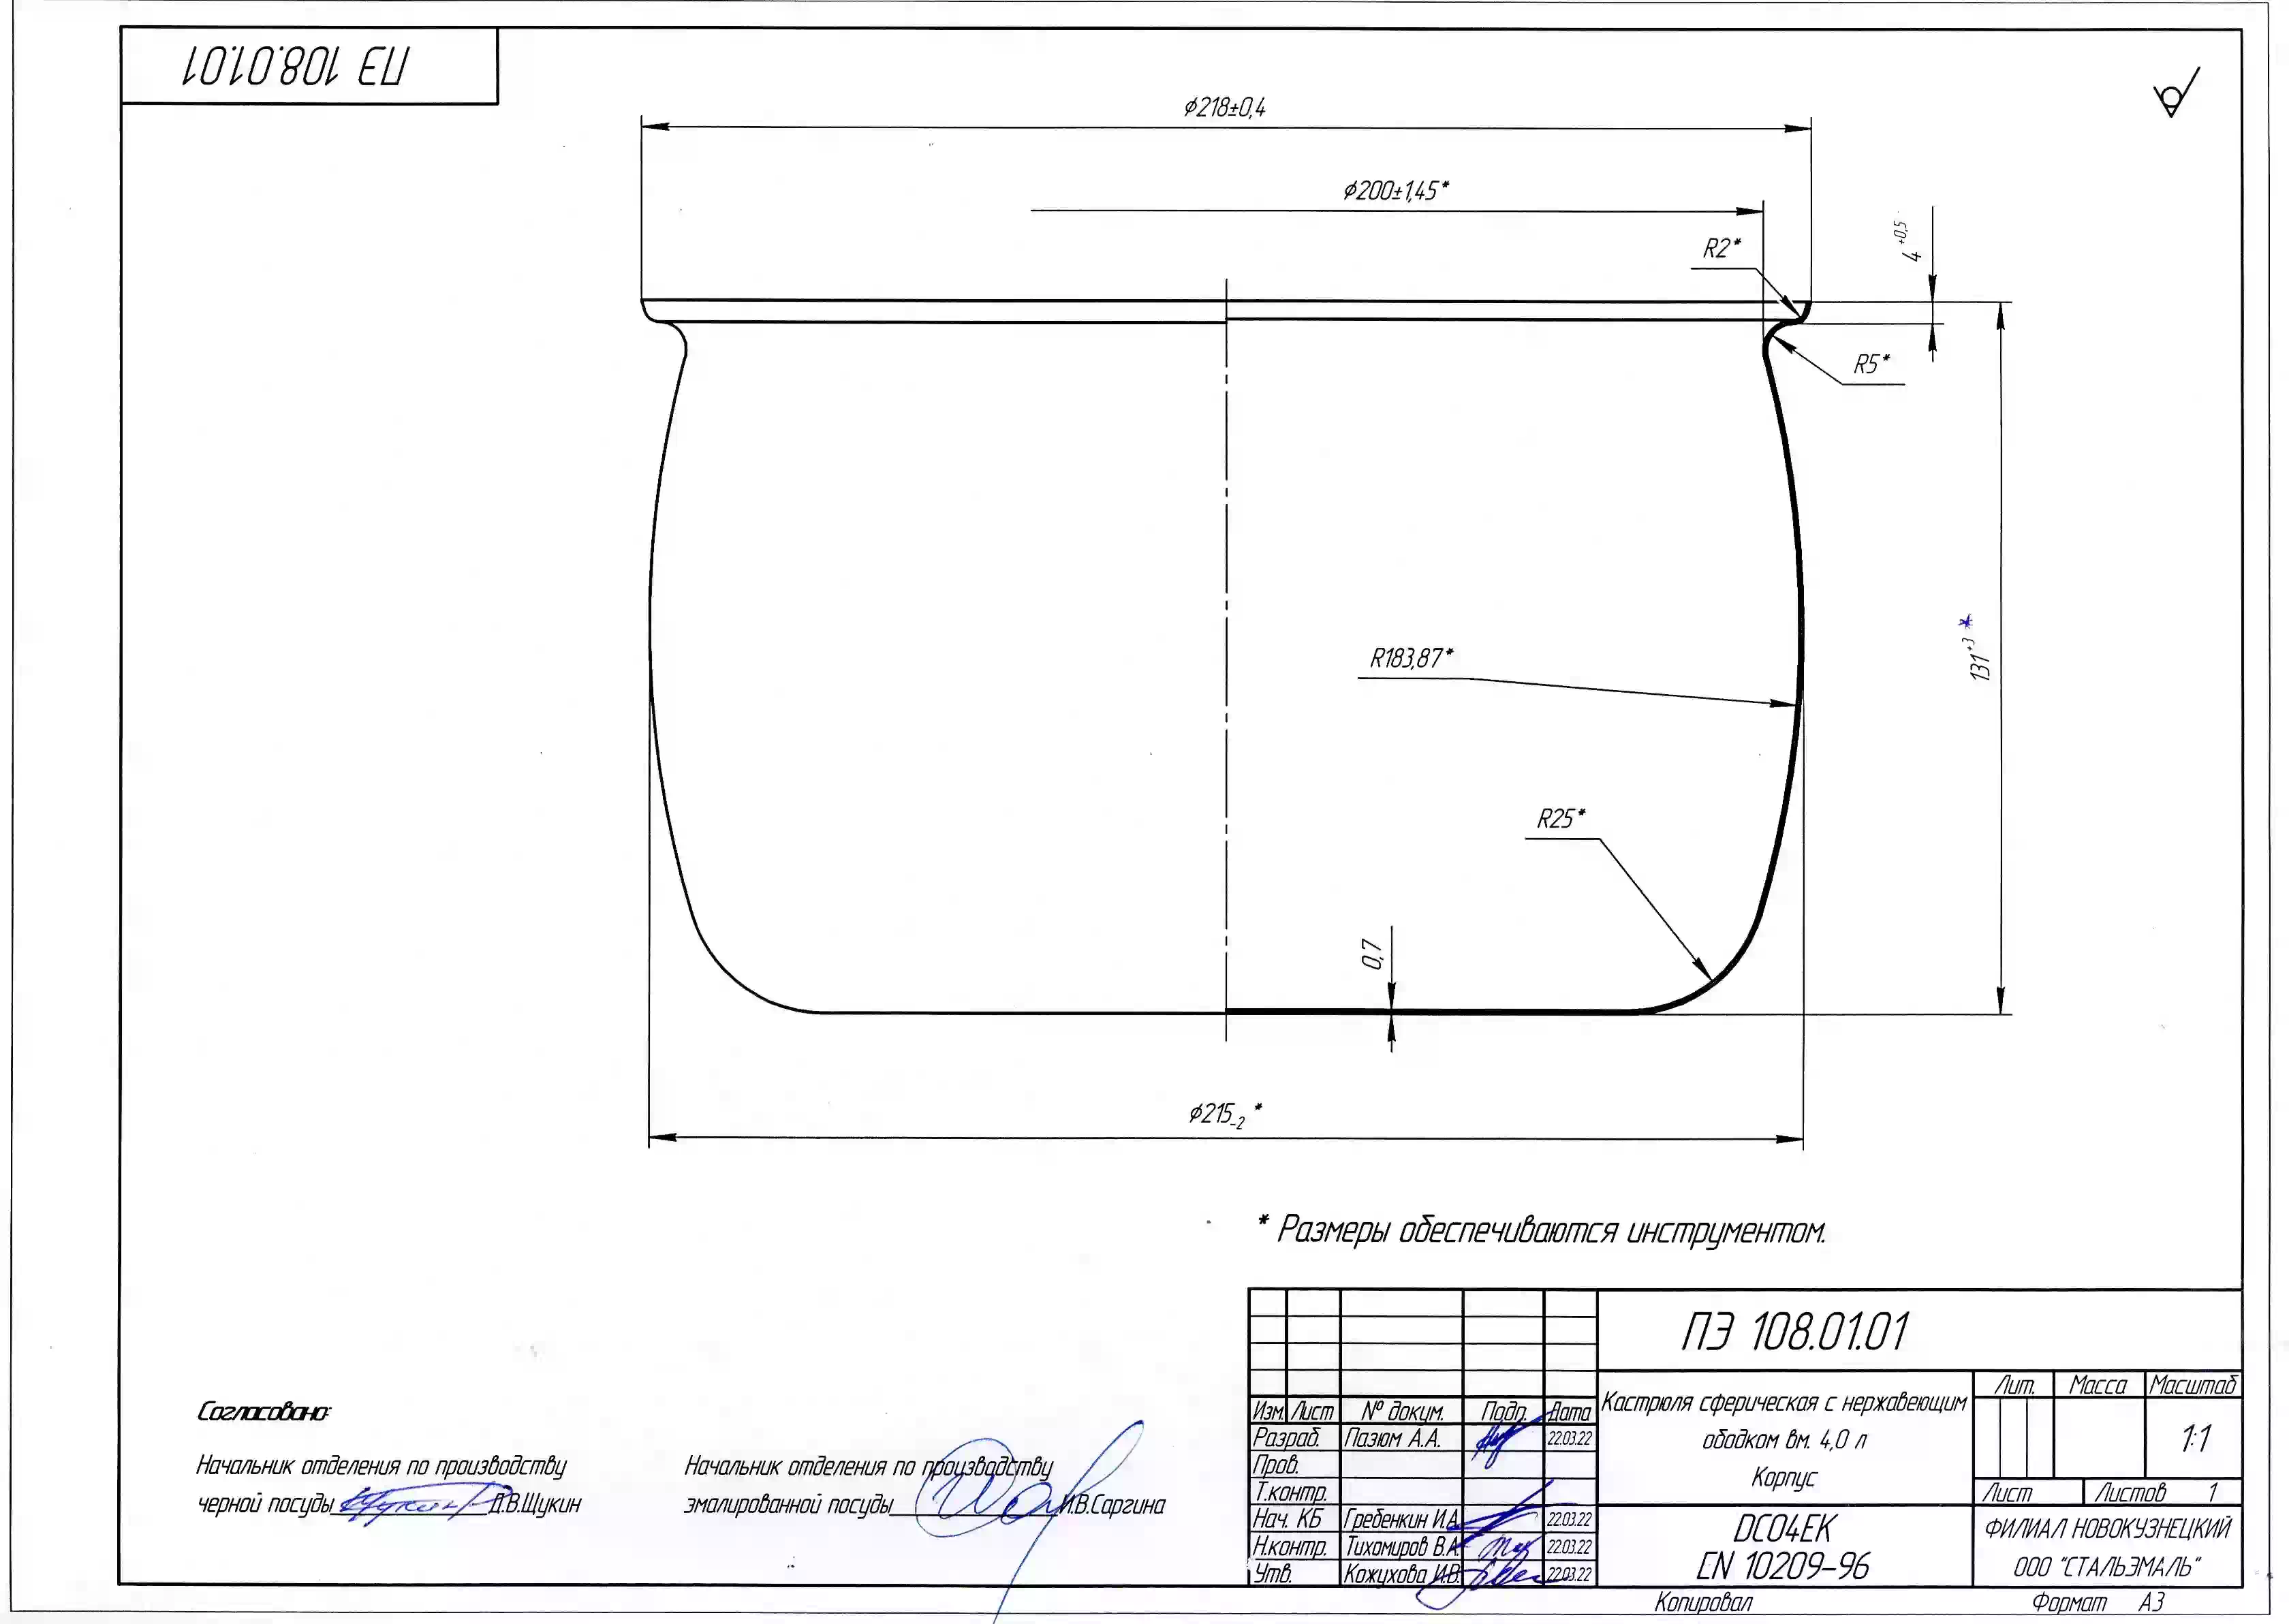 ПЭ 108.01.01
⌀218±0,4
⌀200±1,45*
R2*
4 +0,5
R5*
131 +3 *
R183,87*
R25*
0,7
⌀215 -2 *
* Размеры обеспечиваются инструментом.
Согласовано:
Начальник отделения по производству
черной посуды Д.В.Щукин
Начальник отделения по производству
эмалированной посуды И.В.Саргина
ПЭ 108.01.01
Изм. Лист № докум. Подп. Дата
Разраб. Пазюм А.А. 22.03.22
Пров.
Т.контр.
Нач. КБ Гребенкин И.А. 22.03.22
Н.контр. Тихомиров В.А. 22.03.22
Утв. Кожухова И.В. 22.03.22
Кастрюля сферическая с нержавеющим
ободком вм. 4,0 л
Корпус
Лит. Масса Масштаб
1:1
Лист Листов 1
DC04EK
EN 10209-96
ФИЛИАЛ НОВОКУЗНЕЦКИЙ
ООО "СТАЛЬЭМАЛЬ"
Копировал
Формат А3